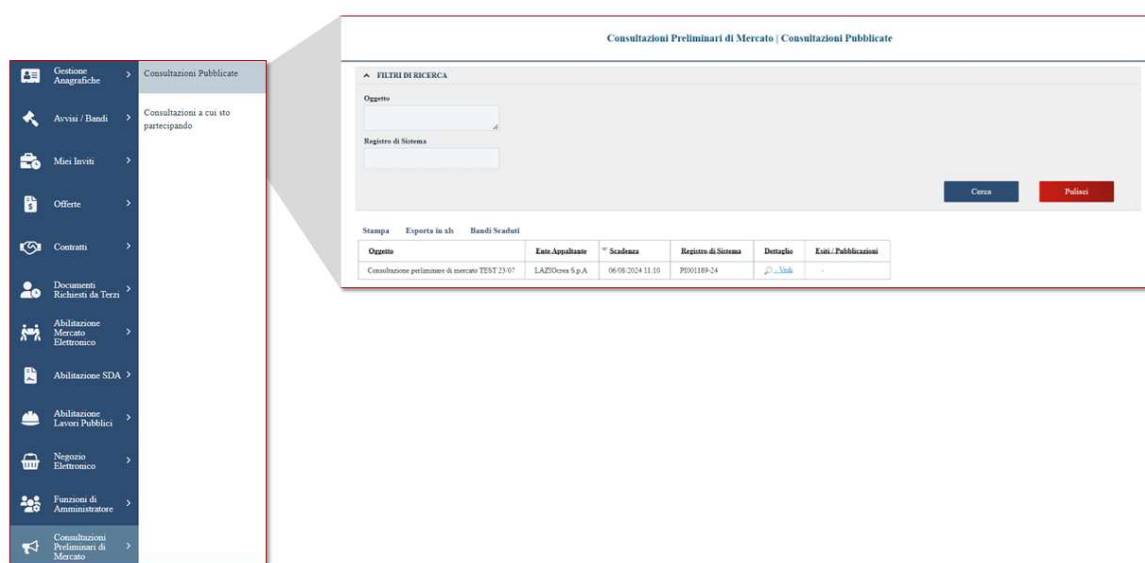 Gestione
Anagrafiche
Avvisi / Bandi
Miei Inviti
Offerte
Contratti
Documenti
Richiesti da Terzi
Abilitazione
Mercato
Elettronico
Abilitazione SDA
Abilitazione
Lavori Pubblici
Negozio
Elettronico
Funzioni di
Amministratore
Consultazioni
Preliminari di
Mercato
Consultazioni Pubblicate
Consultazioni a cui sto
partecipando
Consultazioni Preliminari di Mercato | Consultazioni Pubblicate
FILTRI DI RICERCA
Oggetto
Registro di Sistema
Cerca Pulisci
Stampa Esporta in xls Bandi Scaduti
Oggetto Ente Appaltante Scadenza Registro di Sistema Dettaglio Esiti / Pubblicazioni
Consultazione perliminare di mercato TEST 23/07 LAZIOcrea S.p.A 06/08/2024 11:10 PI001189-24 Vedi -